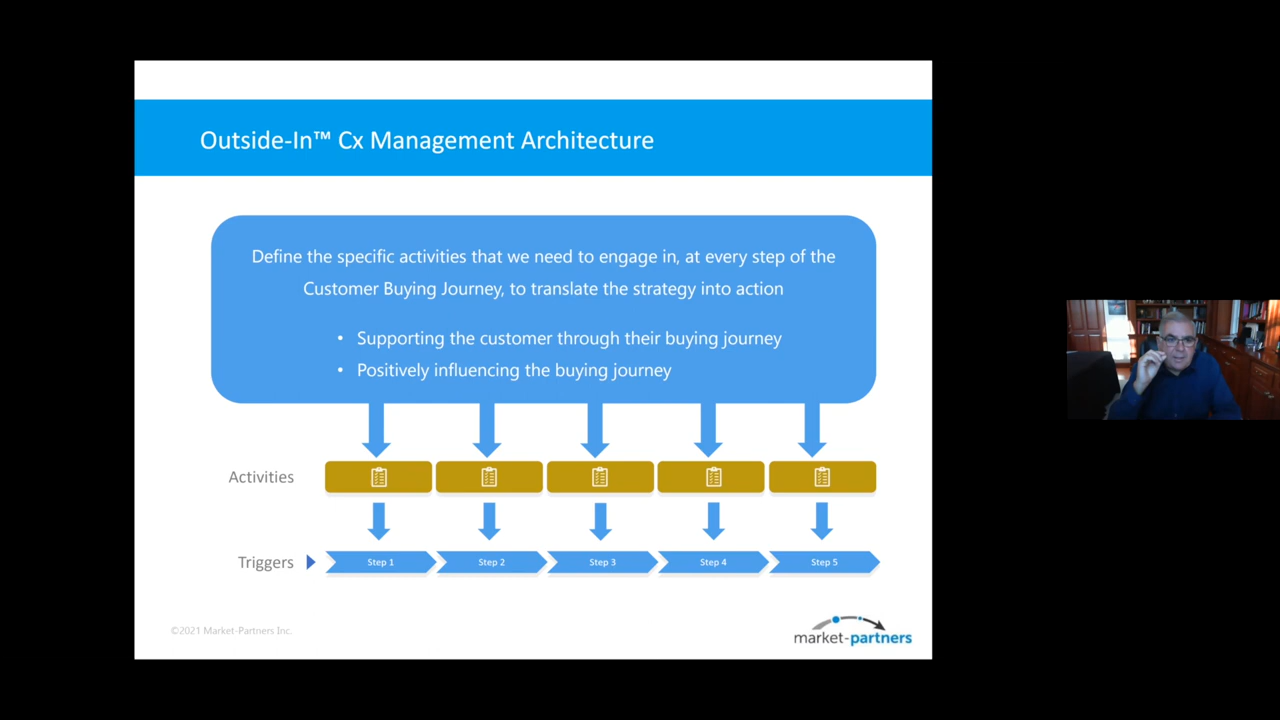 Outside-In™ Cx Management Architecture
Define the specific activities that we need to engage in, at every step of the
Customer Buying Journey, to translate the strategy into action
• Supporting the customer through their buying journey
• Positively influencing the buying journey
Activities
Triggers
Step 1
Step 2
Step 3
Step 4
Step 5
©2021 Market-Partners Inc.
market-partners